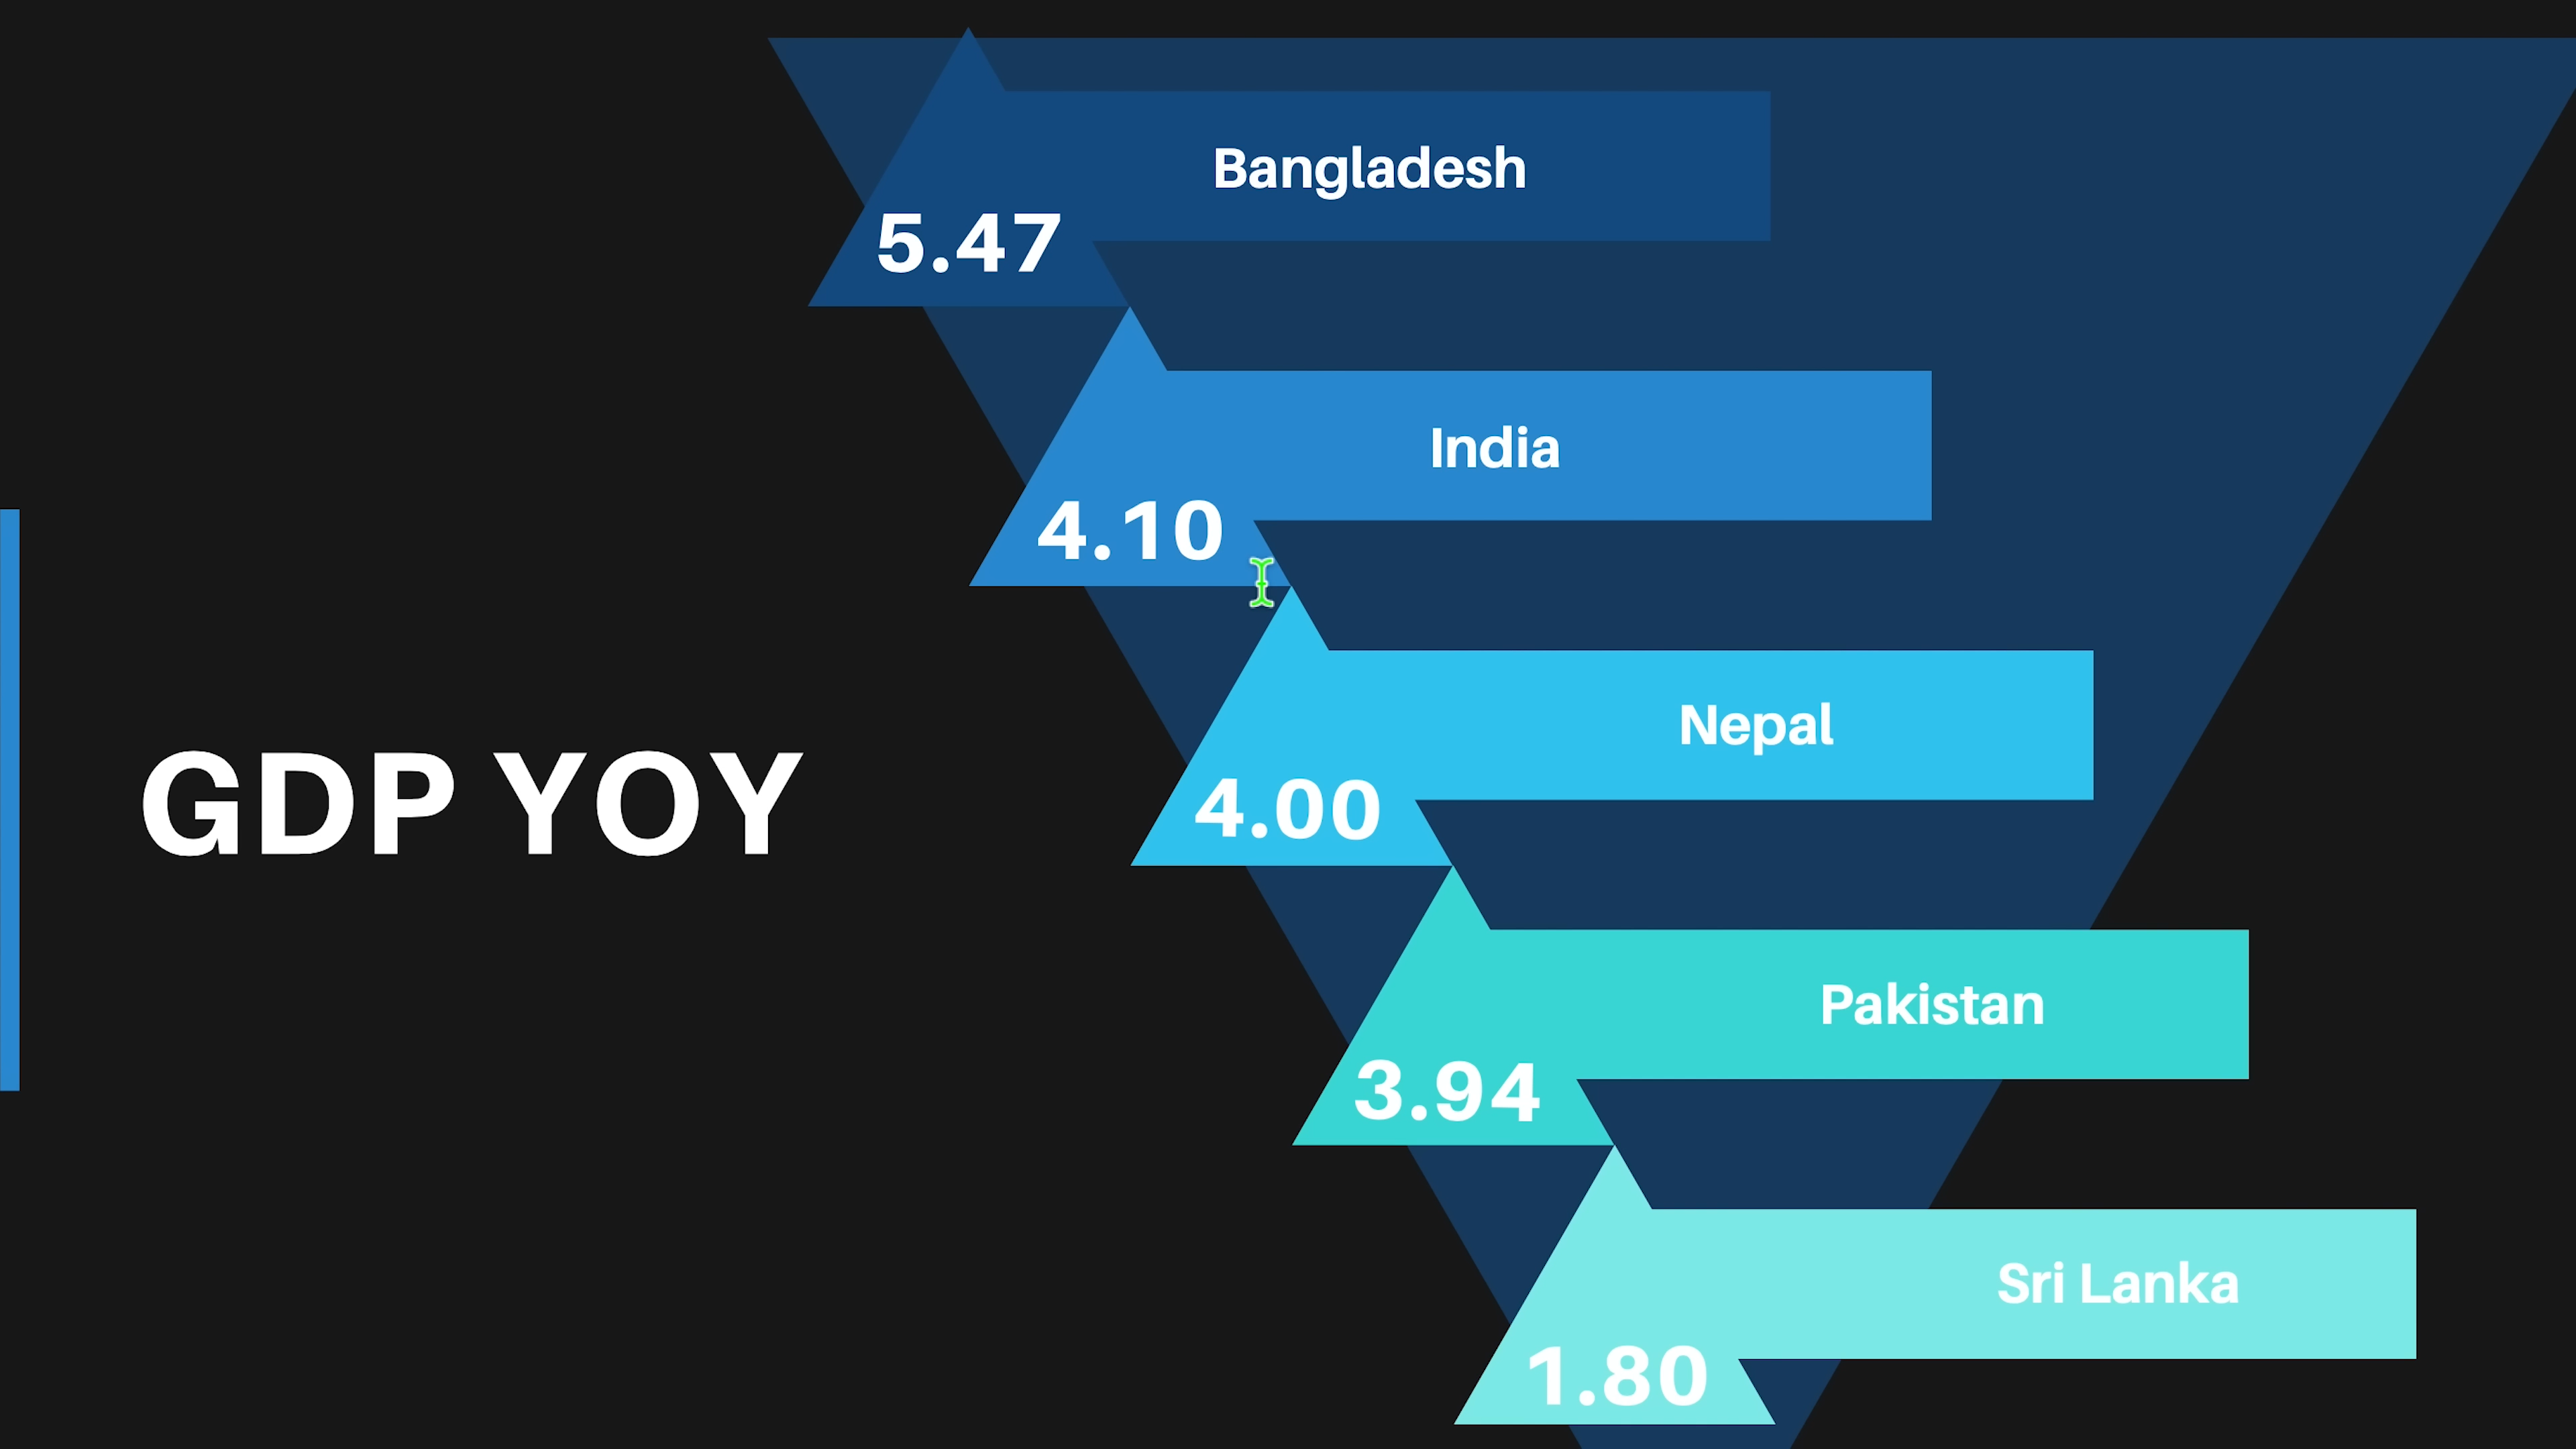 GDP YOY
Bangladesh
5.47
India
4.10
Nepal
4.00
Pakistan
3.94
Sri Lanka
1.80